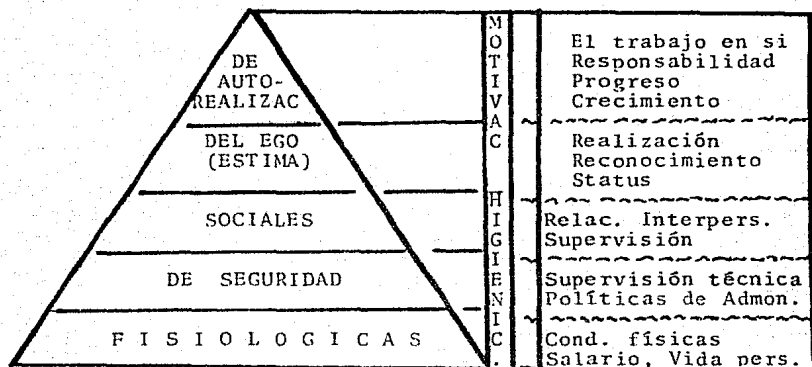 DE
AUTO-
REALIZAC
DEL EGO
(ESTIMA)
SOCIALES
DE SEGURIDAD
FISIOLOGICAS
MOTIVAC
HIGIENIC.
El trabajo en si
Responsabilidad
Progreso
Crecimiento
Realización
Reconocimiento
Status
Relac. Interpers.
Supervisión
Supervisión técnica
Políticas de Admon.
Cond. físicas
Salario, Vida pers.